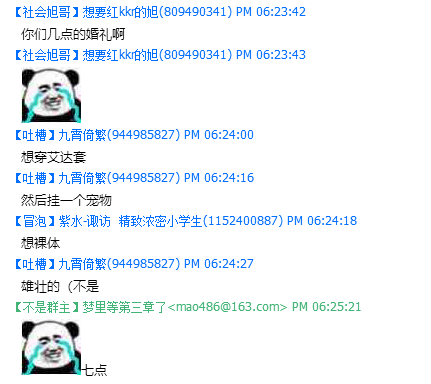 【社会旭哥】想要红kkr的旭(809490341) PM 06:23:42
你们几点的婚礼啊
【社会旭哥】想要红kkr的旭(809490341) PM 06:23:43
【吐槽】九霄倚繁(944985827) PM 06:24:00
想穿艾达套
【吐槽】九霄倚繁(944985827) PM 06:24:16
然后挂一个宠物
【冒泡】紫水-诹访 精致浓密小学生(1152400887) PM 06:24:18
想裸体
【吐槽】九霄倚繁(944985827) PM 06:24:27
雄壮的（不是
【不是群主】梦里等第三章了<mao486@163.com> PM 06:25:21
七点